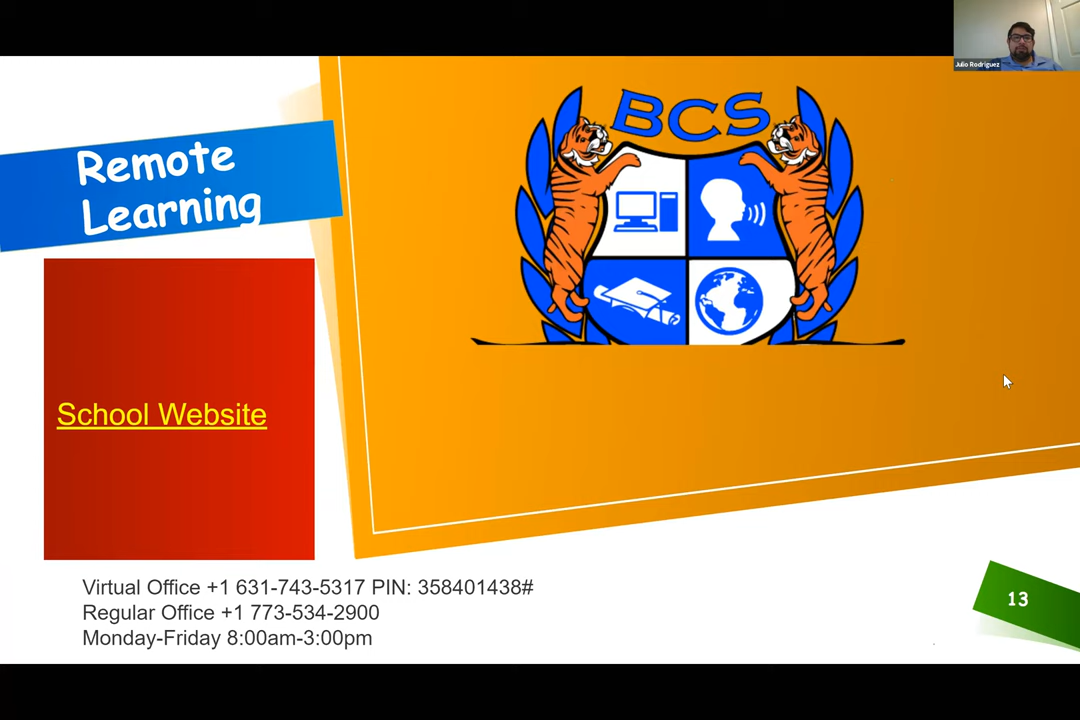 Julio Rodriguez
BCS
Remote
Learning
School Website
Virtual Office +1 631-743-5317 PIN: 358401438#
Regular Office +1 773-534-2900
Monday-Friday 8:00am-3:00pm
13